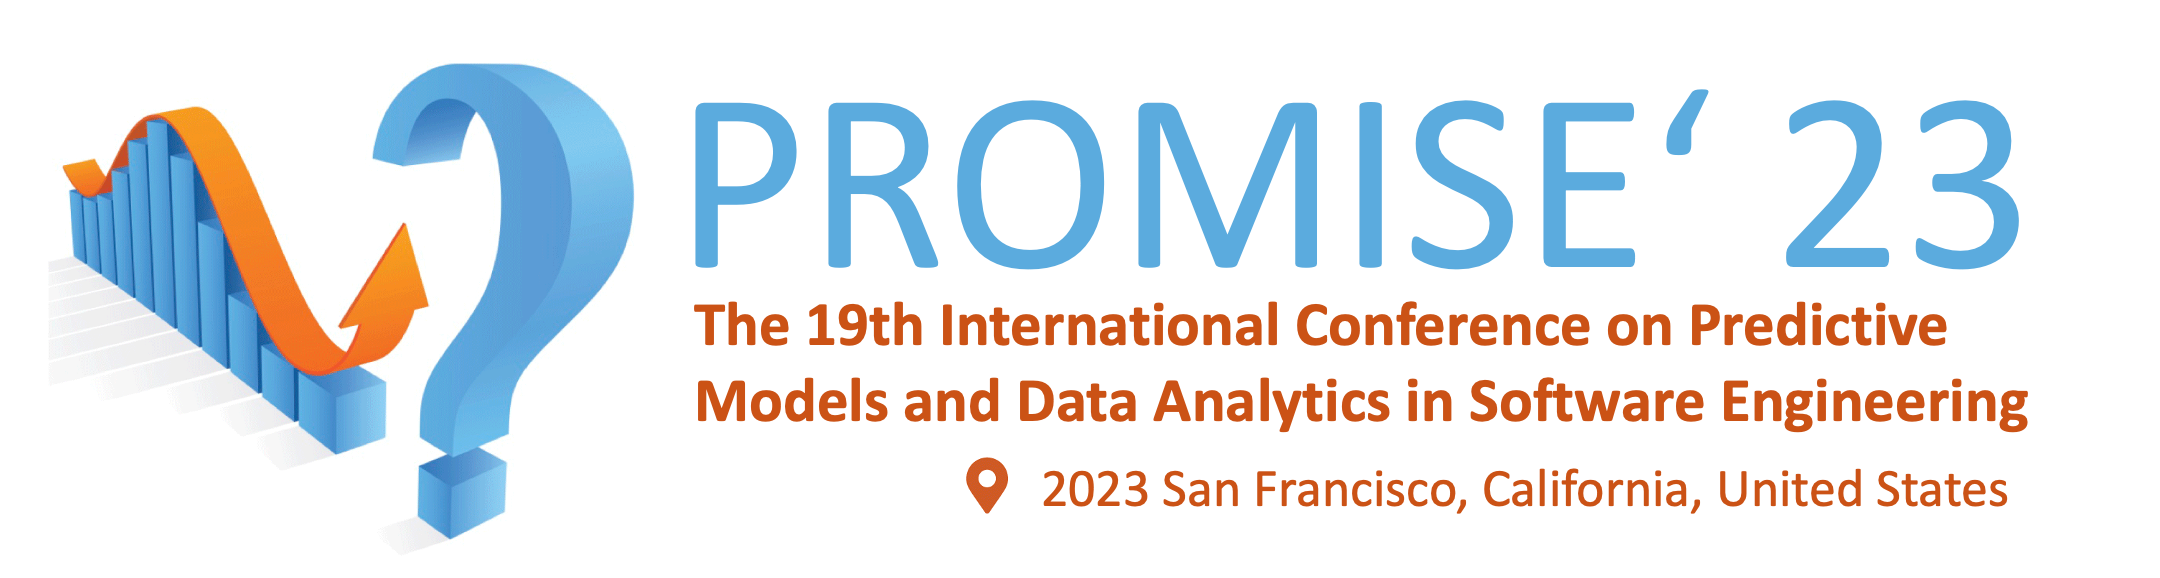 PROMISE‘ 23
The 19th International Conference on Predictive
Models and Data Analytics in Software Engineering
2023 San Francisco, California, United States